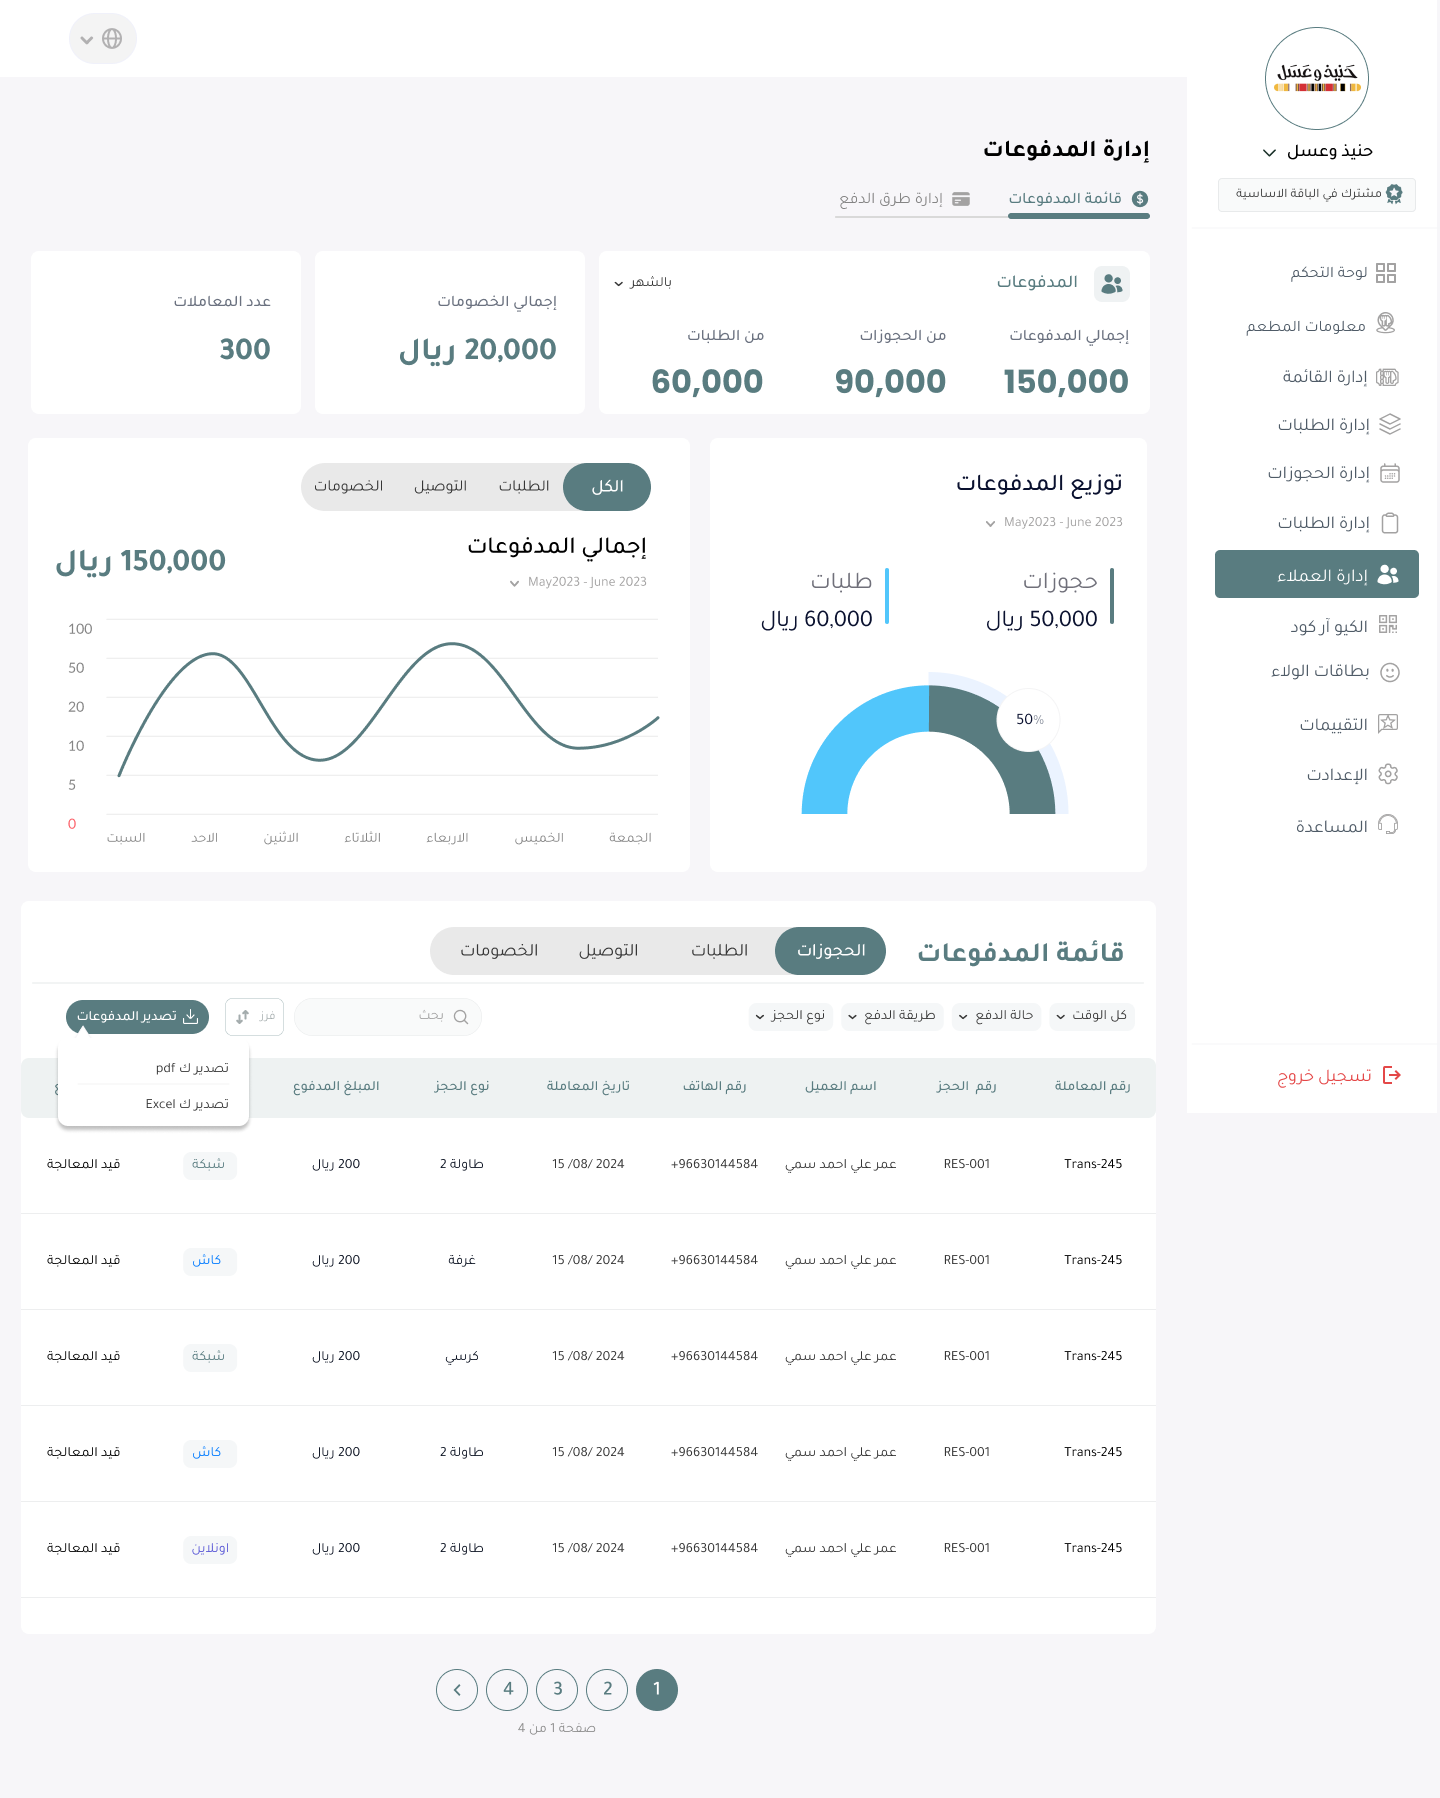 حَنيذ وعَسَل
حنيذ وعسل
مشترك في الباقة الاساسية
لوحة التحكم
معلومات المطعم
إدارة القائمة
إدارة الطلبات
إدارة الحجوزات
إدارة الطلبات
إدارة العملاء
الكيو آر كود
بطاقات الولاء
التقييمات
الإعدادت
المساعدة
تسجيل خروج
إدارة المدفوعات
قائمة المدفوعات إدارة طرق الدفع
المدفوعات بالشهر
إجمالي المدفوعات من الحجوزات من الطلبات
150,000 90,000 60,000
إجمالي الخصومات
20,000 ريال
عدد المعاملات
300
توزيع المدفوعات
May2023 - June 2023
حجوزات طلبات
50,000 ريال 60,000 ريال
50%
الكل الطلبات التوصيل الخصومات
إجمالي المدفوعات
150,000 ريال
May2023 - June 2023
100
50
20
10
5
0
السبت الاحد الاثنين الثلاثاء الاربعاء الخميس الجمعة
قائمة المدفوعات الحجوزات الطلبات التوصيل الخصومات
كل الوقت حالة الدفع طريقة الدفع نوع الحجز بحث فرز تصدير المدفوعات
تصدير ك pdf
تصدير ك Excel
رقم المعاملة رقم الحجز اسم العميل رقم الهاتف تاريخ المعاملة نوع الحجز المبلغ المدفوع
Trans-245 RES-001 عمر علي احمد سمي +96630144584 15 /08/ 2024 طاولة 2 200 ريال شبكة قيد المعالجة
Trans-245 RES-001 عمر علي احمد سمي +96630144584 15 /08/ 2024 غرفة 200 ريال كاش قيد المعالجة
Trans-245 RES-001 عمر علي احمد سمي +96630144584 15 /08/ 2024 كرسي 200 ريال شبكة قيد المعالجة
Trans-245 RES-001 عمر علي احمد سمي +96630144584 15 /08/ 2024 طاولة 2 200 ريال كاش قيد المعالجة
Trans-245 RES-001 عمر علي احمد سمي +96630144584 15 /08/ 2024 طاولة 2 200 ريال اونلاين قيد المعالجة
1 2 3 4
صفحة 1 من 4